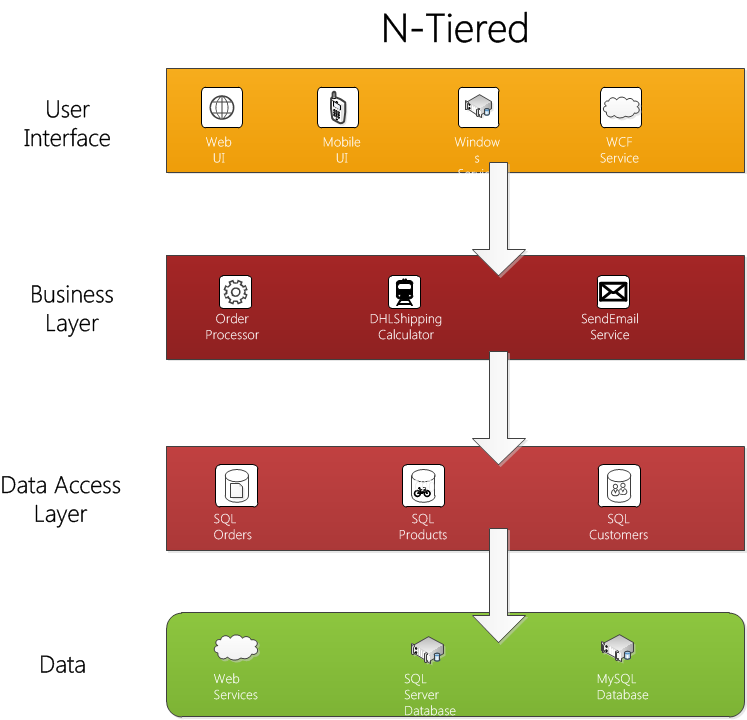 N-Tiered
User
Interface
Web
UI
Mobile
UI
Window
s
WCF
Service
Business
Layer
Order
Processor
DHLShipping
Calculator
SendEmail
Service
Data Access
Layer
SQL
Orders
SQL
Products
SQL
Customers
Data
Web
Services
SQL
Server
Database
MySQL
Database